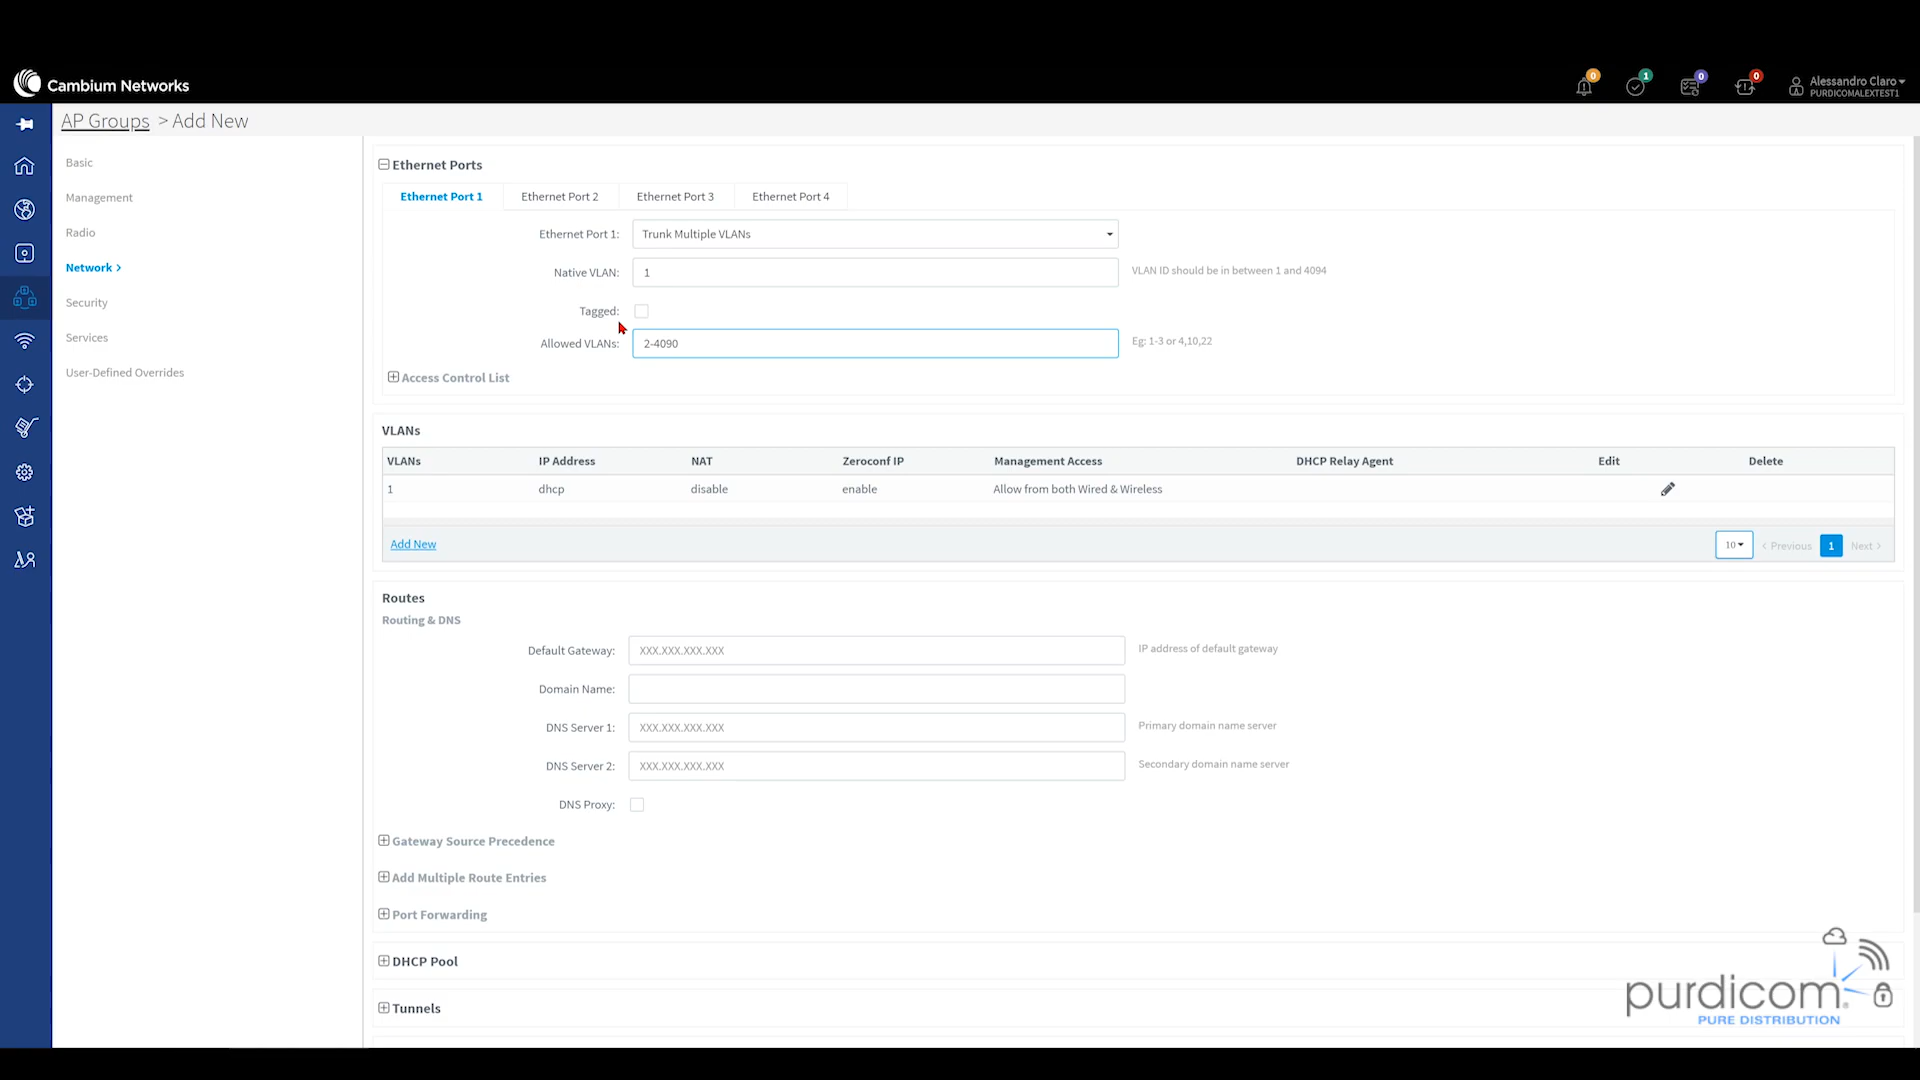 Cambium Networks
0
1
0
0
Alessandro Claro
PURDICOMALEXTEST1
AP Groups > Add New
Basic
Management
Radio
Network >
Security
Services
User-Defined Overrides
Ethernet Ports
Ethernet Port 1 Ethernet Port 2 Ethernet Port 3 Ethernet Port 4
Ethernet Port 1: Trunk Multiple VLANs
Native VLAN: 1 VLAN ID should be in between 1 and 4094
Tagged:
Allowed VLANs: 2-4090 Eg: 1-3 or 4,10,22
Access Control List
VLANs
VLANs IP Address NAT Zeroconf IP Management Access DHCP Relay Agent Edit Delete
1 dhcp disable enable Allow from both Wired & Wireless
Add New 10 < Previous 1 Next >
Routes
Routing & DNS
Default Gateway: XXX.XXX.XXX.XXX IP address of default gateway
Domain Name:
DNS Server 1: XXX.XXX.XXX.XXX Primary domain name server
DNS Server 2: XXX.XXX.XXX.XXX Secondary domain name server
DNS Proxy:
Gateway Source Precedence
Add Multiple Route Entries
Port Forwarding
DHCP Pool
Tunnels
purdicom
PURE DISTRIBUTION